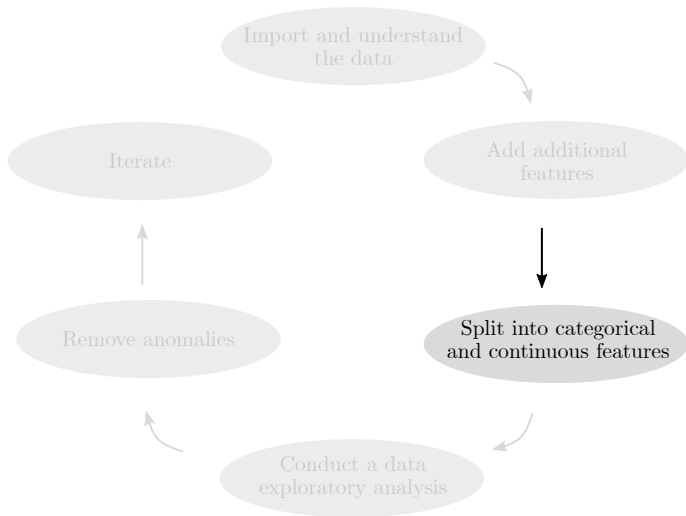 Import and understand
the data
Iterate
Add additional
features
Remove anomalies
Split into categorical
and continuous features
Conduct a data
exploratory analysis